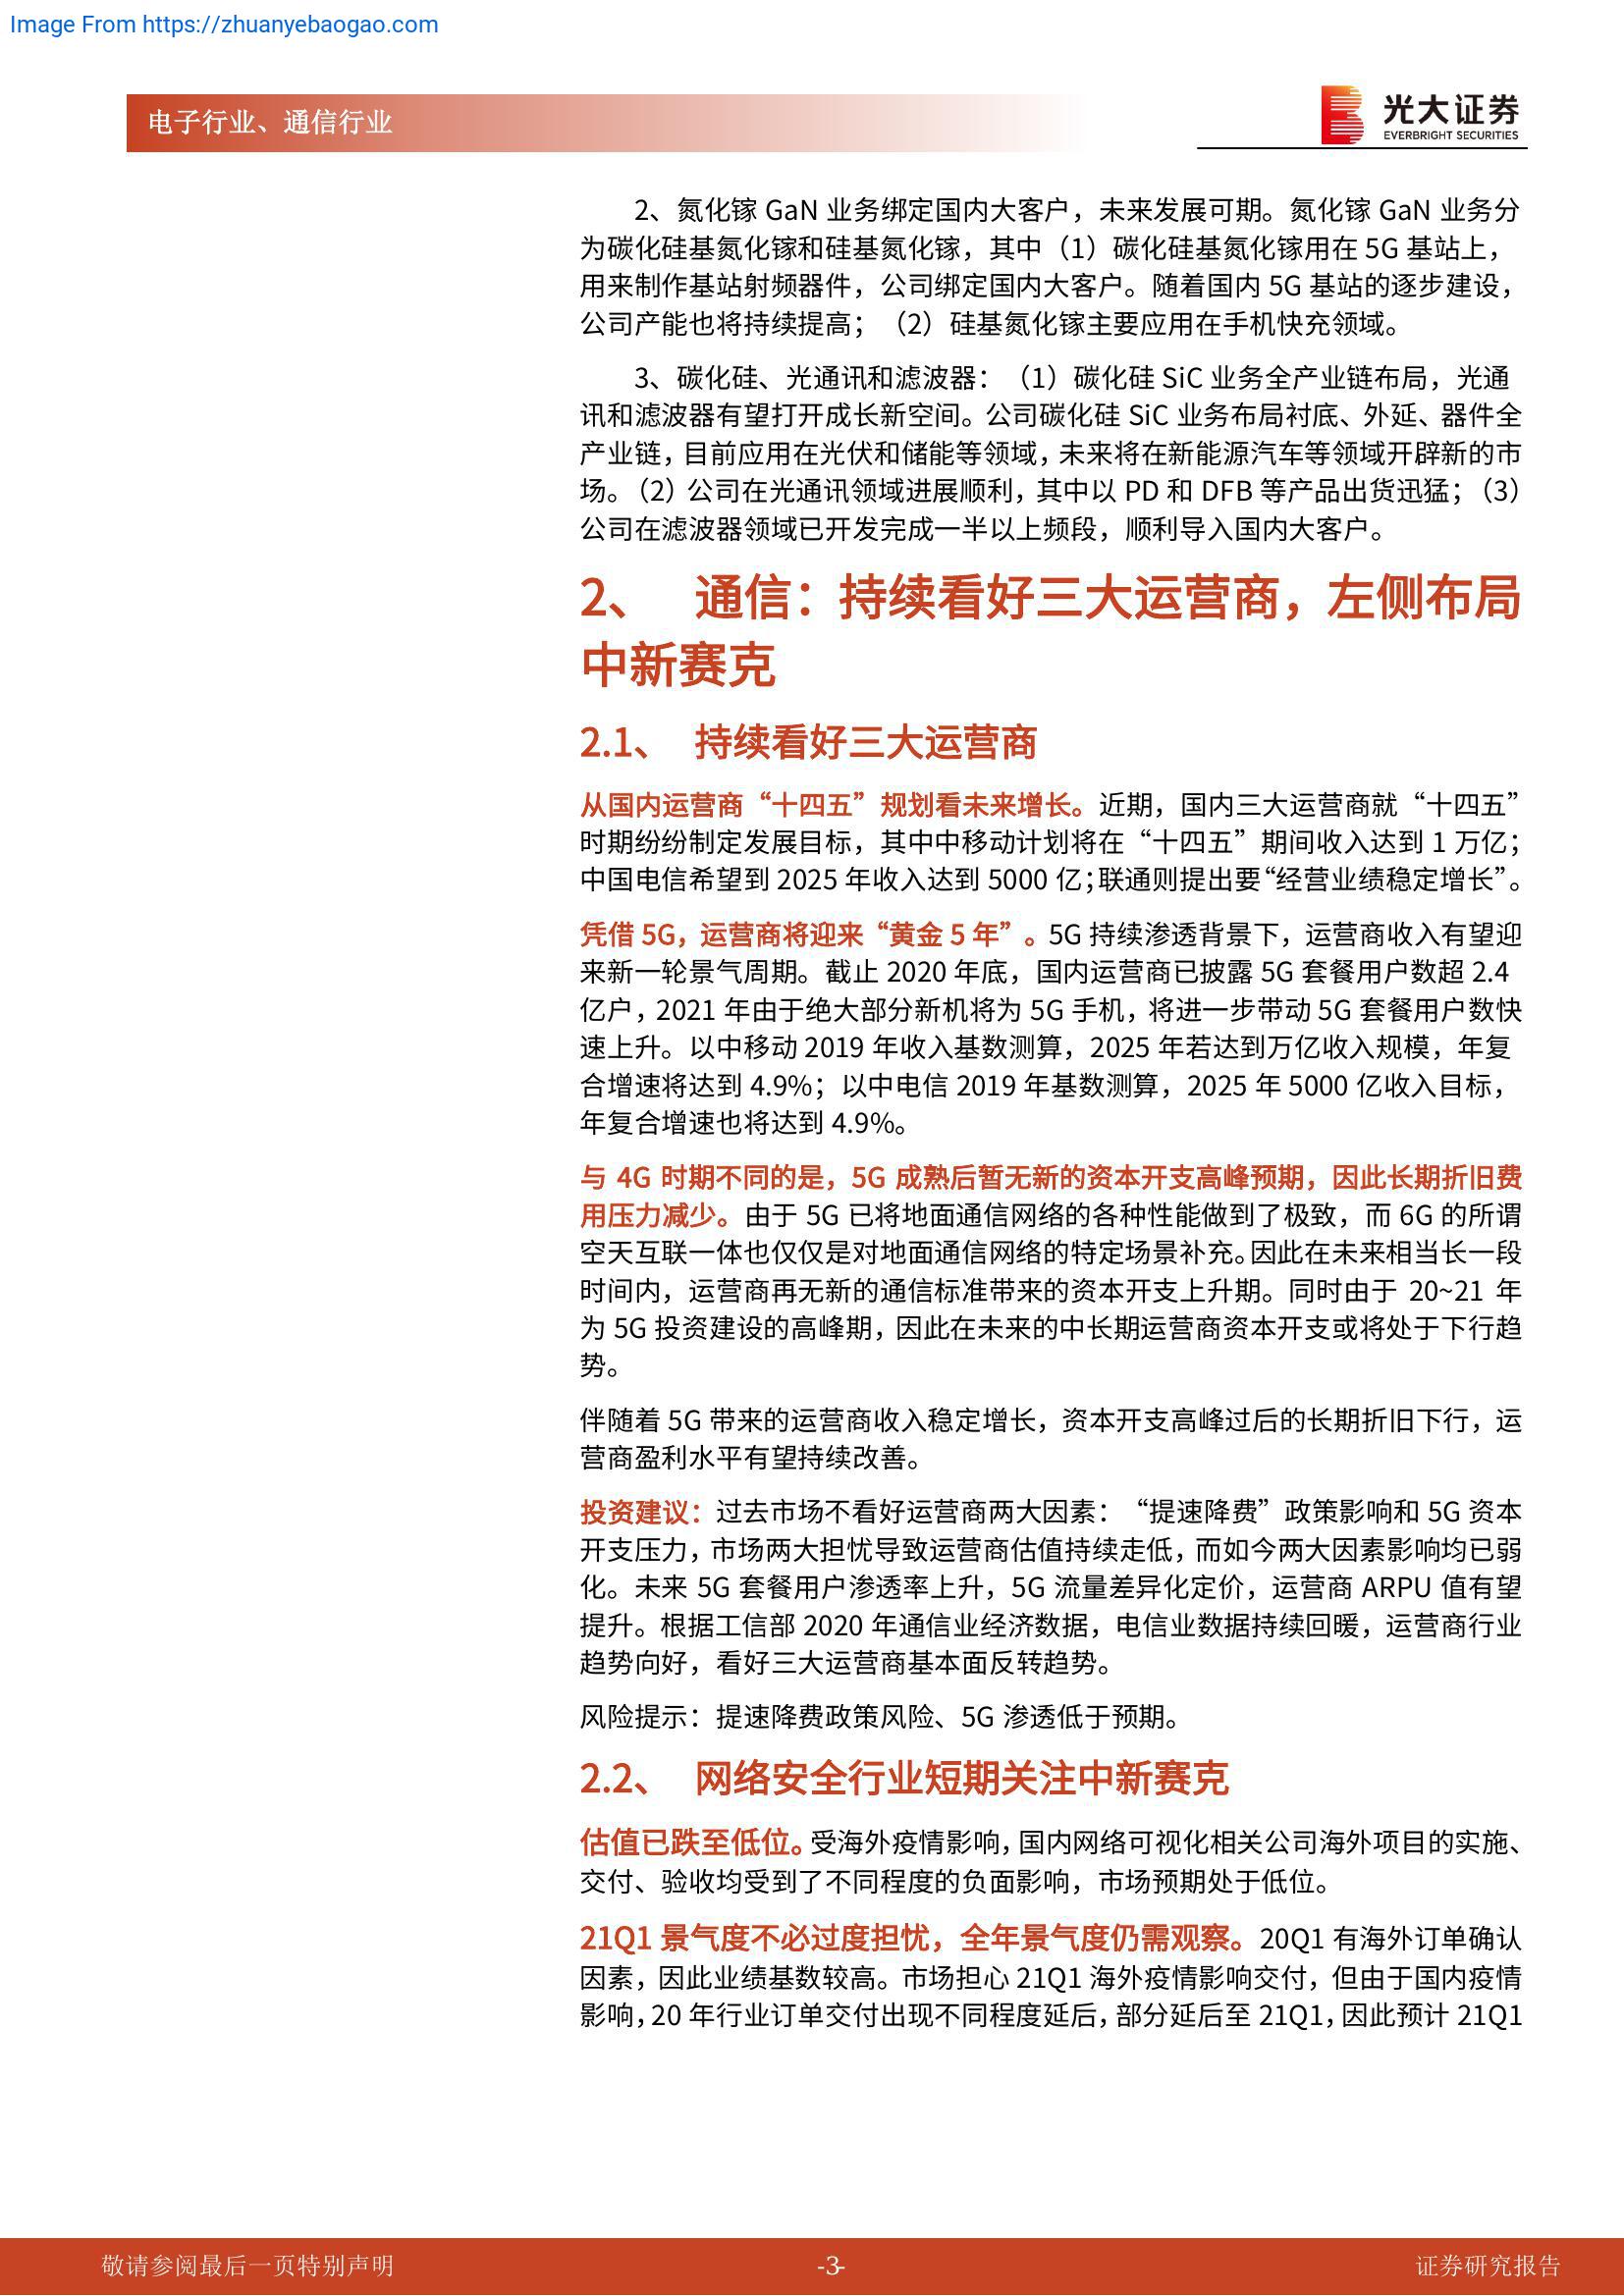 Image From https://zhuanyebaogao.com
电子行业、通信行业
光大证券
EVERBRIGHT SECURITIES
2、氮化镓 GaN 业务绑定国内大客户，未来发展可期。氮化镓 GaN 业务分
为碳化硅基氮化镓和硅基氮化镓，其中（1）碳化硅基氮化镓用在 5G 基站上，
用来制作基站射频器件，公司绑定国内大客户。随着国内 5G 基站的逐步建设，
公司产能也将持续提高；（2）硅基氮化镓主要应用在手机快充领域。
3、碳化硅、光通讯和滤波器：（1）碳化硅 SiC 业务全产业链布局，光通
讯和滤波器有望打开成长新空间。公司碳化硅 SiC 业务布局衬底、外延、器件全
产业链，目前应用在光伏和储能等领域，未来将在新能源汽车等领域开辟新的市
场。（2）公司在光通讯领域进展顺利，其中以 PD 和 DFB 等产品出货迅猛；（3）
公司在滤波器领域已开发完成一半以上频段，顺利导入国内大客户。
2、 通信：持续看好三大运营商，左侧布局
中新赛克
2.1、 持续看好三大运营商
从国内运营商“十四五”规划看未来增长。近期，国内三大运营商就“十四五”
时期纷纷制定发展目标，其中中移动计划将在“十四五”期间收入达到 1 万亿；
中国电信希望到 2025 年收入达到 5000 亿；联通则提出要“经营业绩稳定增长”。
凭借 5G，运营商将迎来“黄金 5 年”。5G 持续渗透背景下，运营商收入有望迎
来新一轮景气周期。截止 2020 年底，国内运营商已披露 5G 套餐用户数超 2.4
亿户，2021 年由于绝大部分新机将为 5G 手机，将进一步带动 5G 套餐用户数快
速上升。以中移动 2019 年收入基数测算，2025 年若达到万亿收入规模，年复
合增速将达到 4.9%；以中电信 2019 年基数测算，2025 年 5000 亿收入目标，
年复合增速也将达到 4.9%。
与 4G 时期不同的是，5G 成熟后暂无新的资本开支高峰预期，因此长期折旧费
用压力减少。由于 5G 已将地面通信网络的各种性能做到了极致，而 6G 的所谓
空天互联一体也仅仅是对地面通信网络的特定场景补充。因此在未来相当长一段
时间内，运营商再无新的通信标准带来的资本开支上升期。同时由于 20~21 年
为 5G 投资建设的高峰期，因此在未来的中长期运营商资本开支或将处于下行趋
势。
伴随着 5G 带来的运营商收入稳定增长，资本开支高峰过后的长期折旧下行，运
营商盈利水平有望持续改善。
投资建议：过去市场不看好运营商两大因素：“提速降费”政策影响和 5G 资本
开支压力，市场两大担忧导致运营商估值持续走低，而如今两大因素影响均已弱
化。未来 5G 套餐用户渗透率上升，5G 流量差异化定价，运营商 ARPU 值有望
提升。根据工信部 2020 年通信业经济数据，电信业数据持续回暖，运营商行业
趋势向好，看好三大运营商基本面反转趋势。
风险提示：提速降费政策风险、5G 渗透低于预期。
2.2、 网络安全行业短期关注中新赛克
估值已跌至低位。受海外疫情影响，国内网络可视化相关公司海外项目的实施、
交付、验收均受到了不同程度的负面影响，市场预期处于低位。
21Q1 景气度不必过度担忧，全年景气度仍需观察。20Q1 有海外订单确认
因素，因此业绩基数较高。市场担心 21Q1 海外疫情影响交付，但由于国内疫情
影响，20 年行业订单交付出现不同程度延后，部分延后至 21Q1，因此预计 21Q1
敬请参阅最后一页特别声明
-3-
证券研究报告